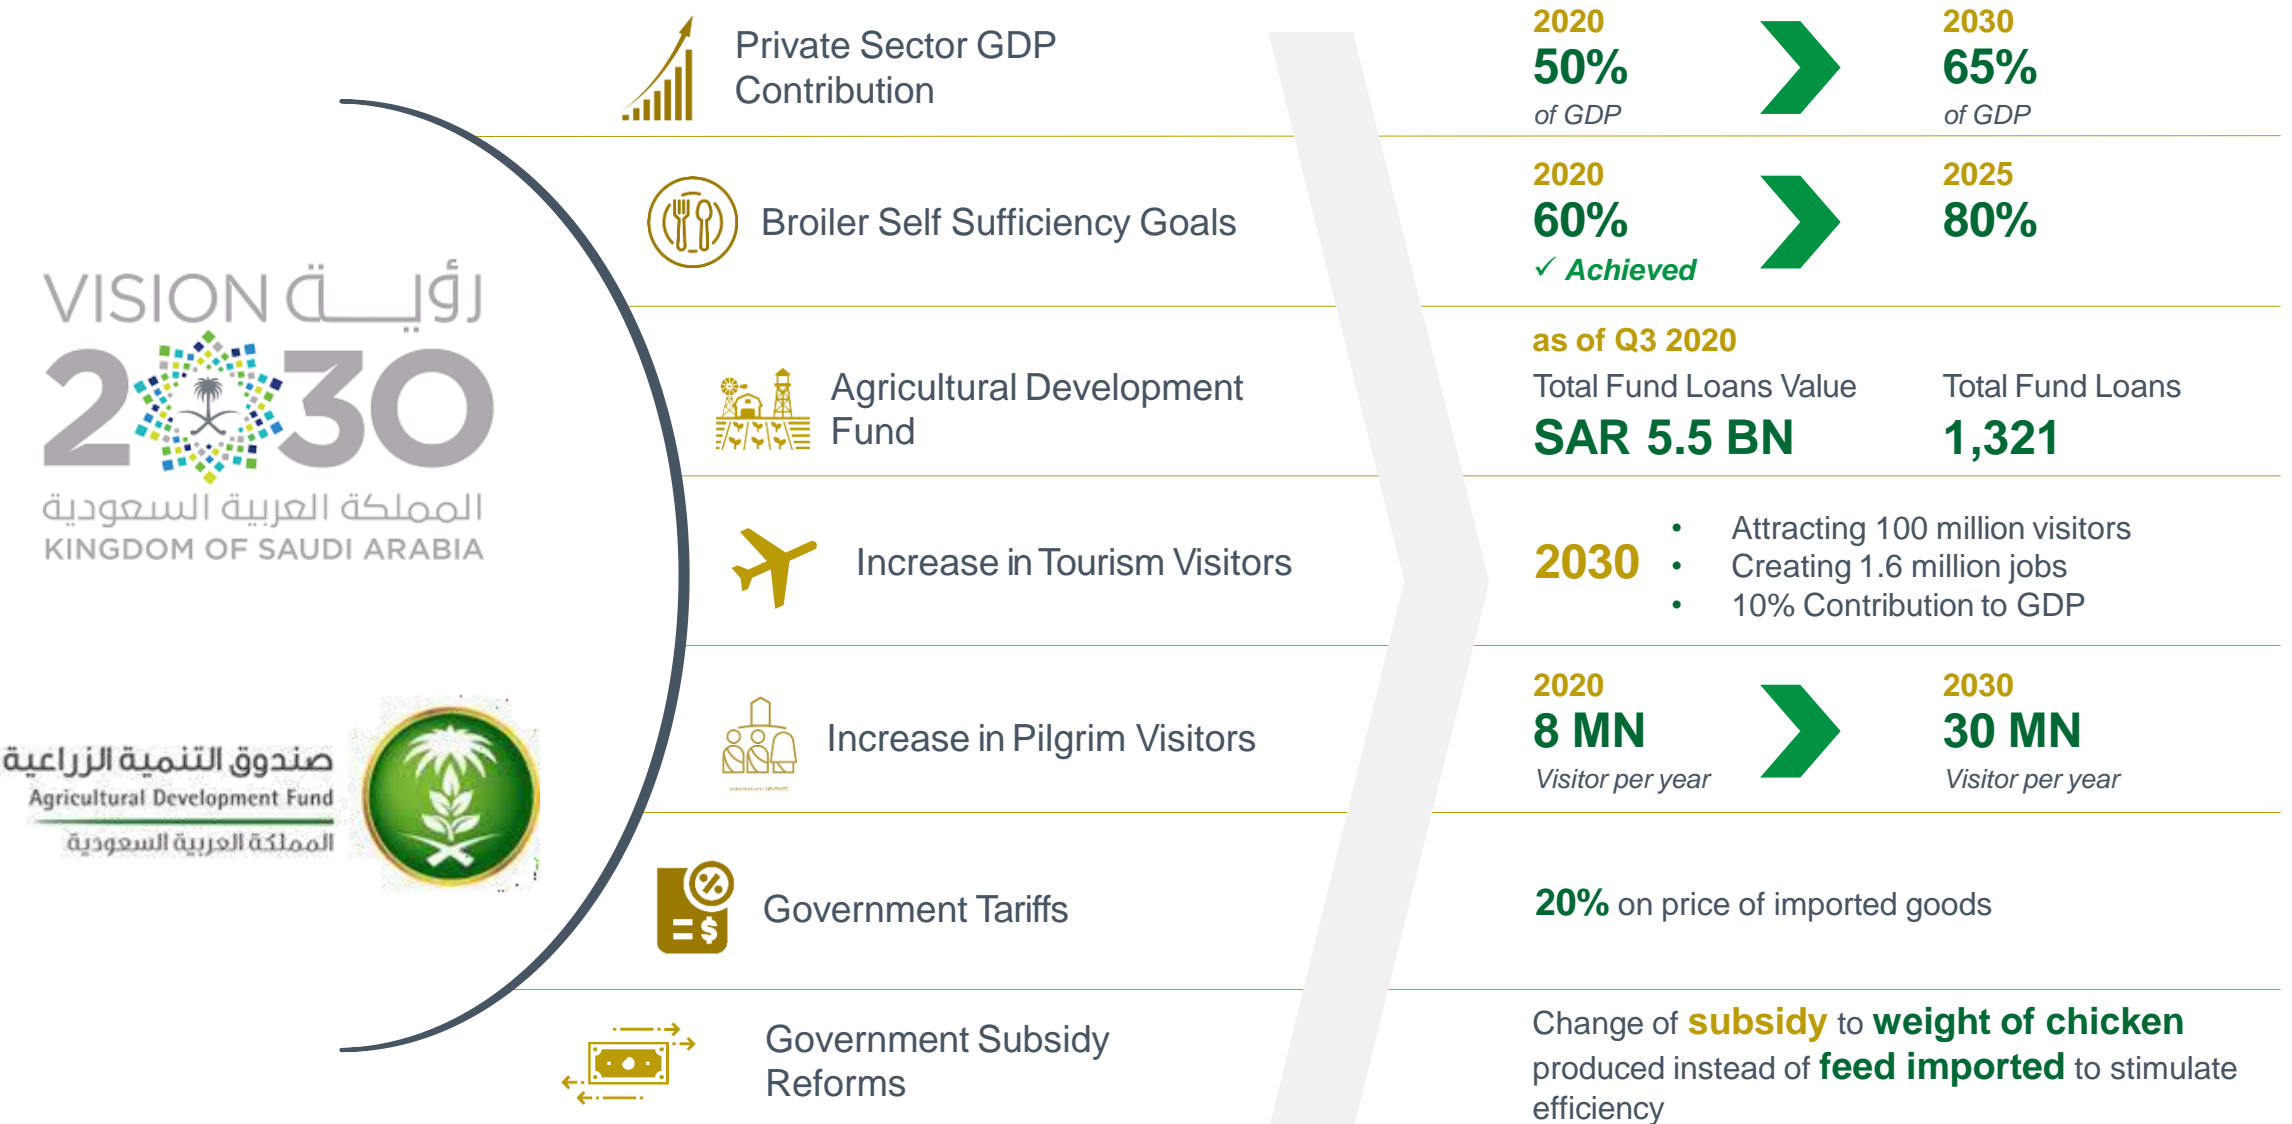 VISION رؤيـــة
2030
المملكة العربية السعودية
KINGDOM OF SAUDI ARABIA
صندوق التنمية الزراعية
Agricultural Development Fund
المملكة العربية السعودية
Private Sector GDP
Contribution
2020
50%
of GDP
2030
65%
of GDP
Broiler Self Sufficiency Goals
2020
60%
✓ Achieved
2025
80%
Agricultural Development
Fund
as of Q3 2020
Total Fund Loans Value
SAR 5.5 BN
Total Fund Loans
1,321
Increase in Tourism Visitors
2030
• Attracting 100 million visitors
• Creating 1.6 million jobs
• 10% Contribution to GDP
Increase in Pilgrim Visitors
2020
8 MN
Visitor per year
2030
30 MN
Visitor per year
Government Tariffs
20% on price of imported goods
Government Subsidy
Reforms
Change of subsidy to weight of chicken
produced instead of feed imported to stimulate
efficiency